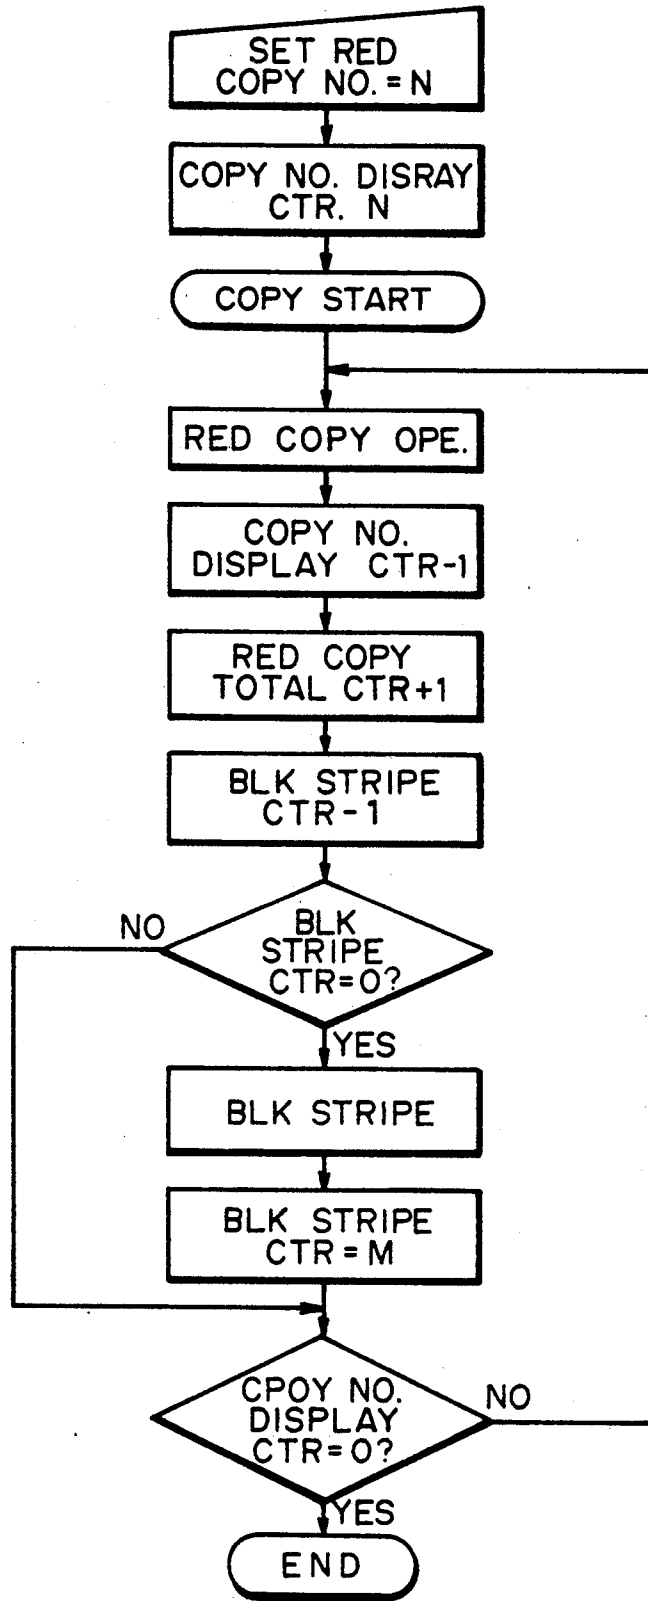 SET RED
COPY NO.=N
COPY NO. DISRAY
CTR. N
COPY START
RED COPY OPE.
COPY NO.
DISPLAY CTR-1
RED COPY
TOTAL CTR+1
BLK STRIPE
CTR-1
NO
BLK
STRIPE
CTR=0?
YES
BLK STRIPE
BLK STRIPE
CTR=M
CPOY NO.
DISPLAY
CTR=0?
NO
YES
END